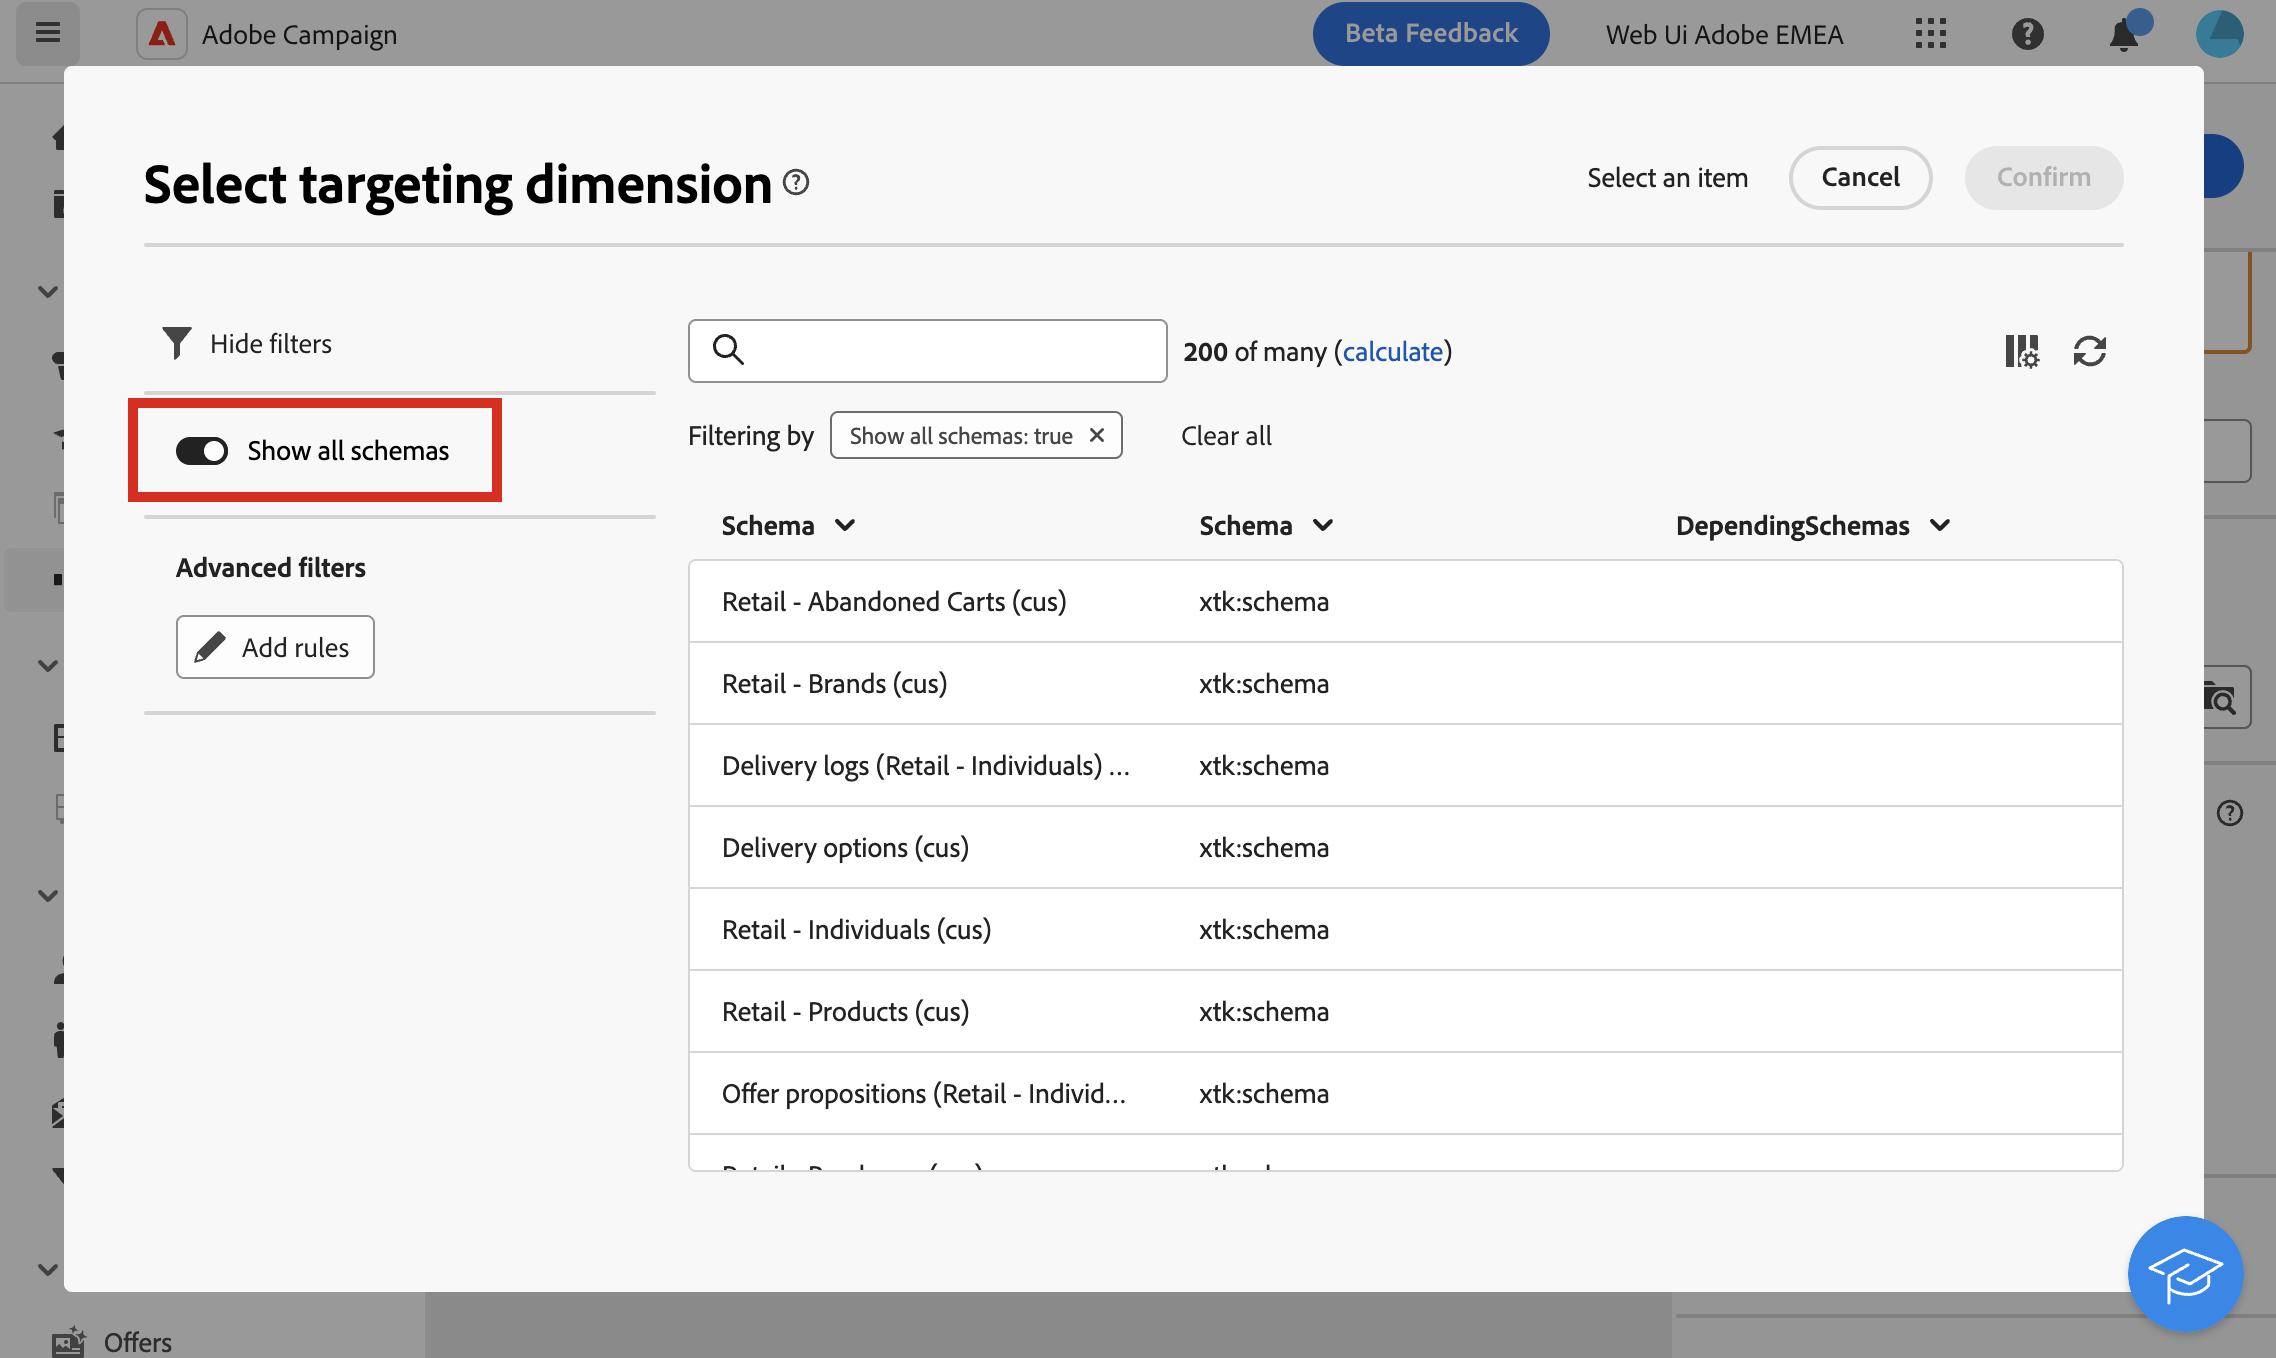 Adobe Campaign
Beta Feedback
Web Ui Adobe EMEA
Select targeting dimension
Select an item
Cancel
Confirm
Hide filters
200 of many (calculate)
Show all schemas
Filtering by
Show all schemas: true
Clear all
Schema
Schema
DependingSchemas
Advanced filters
Add rules
Retail - Abandoned Carts (cus)
xtk:schema
Retail - Brands (cus)
xtk:schema
Delivery logs (Retail - Individuals) ...
xtk:schema
Delivery options (cus)
xtk:schema
Retail - Individuals (cus)
xtk:schema
Retail - Products (cus)
xtk:schema
Offer propositions (Retail - Individ...
xtk:schema
Offers